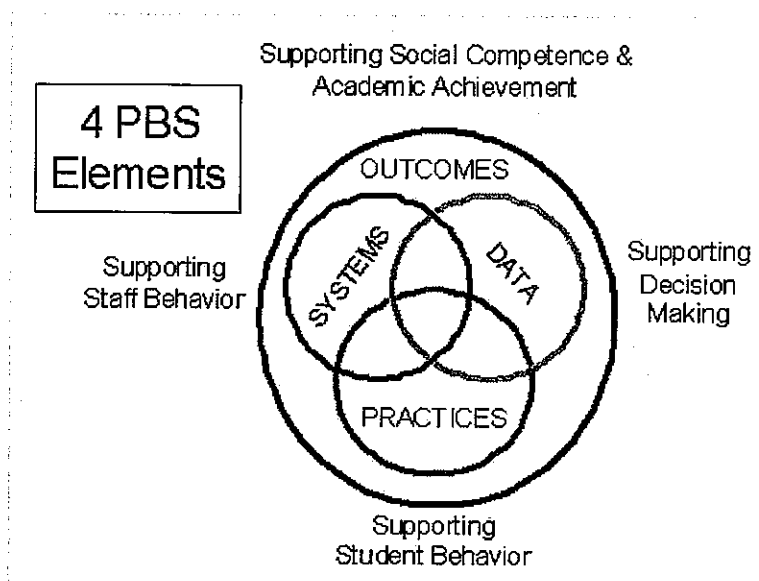 Supporting Social Competence &
Academic Achievement
4 PBS
Elements
OUTCOMES
SYSTEMS
DATA
Supporting
Staff Behavior
Supporting
Decision
Making
PRACTICES
Supporting
Student Behavior